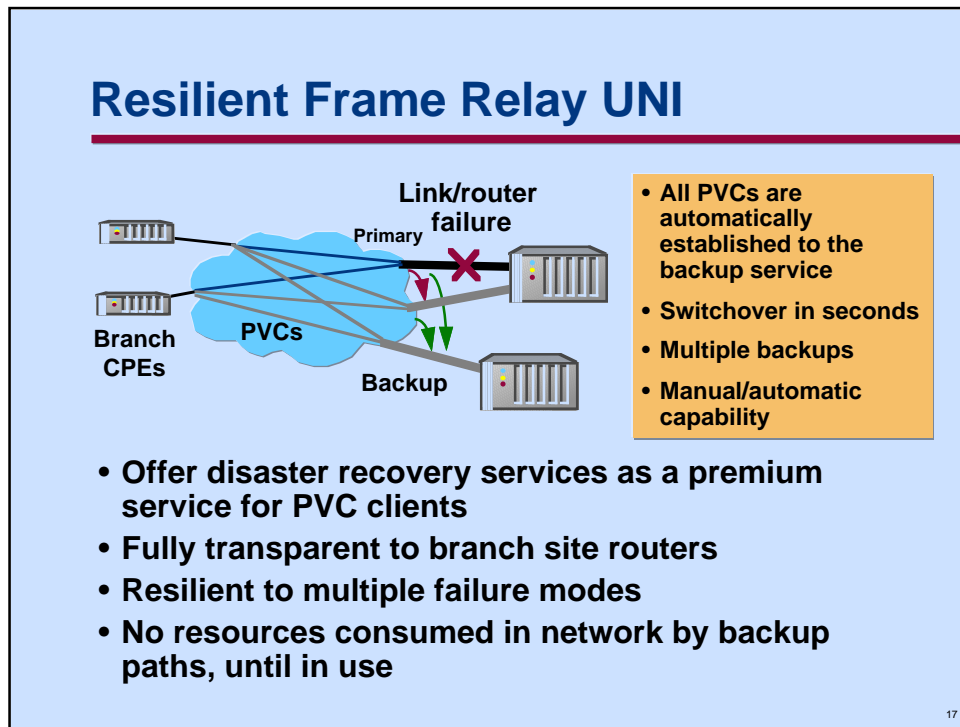 Resilient Frame Relay UNI
Link/router
failure
Primary
Branch
CPEs
PVCs
Backup
• All PVCs are
automatically
established to the
backup service
• Switchover in seconds
• Multiple backups
• Manual/automatic
capability
• Offer disaster recovery services as a premium
service for PVC clients
• Fully transparent to branch site routers
• Resilient to multiple failure modes
• No resources consumed in network by backup
paths, until in use
17